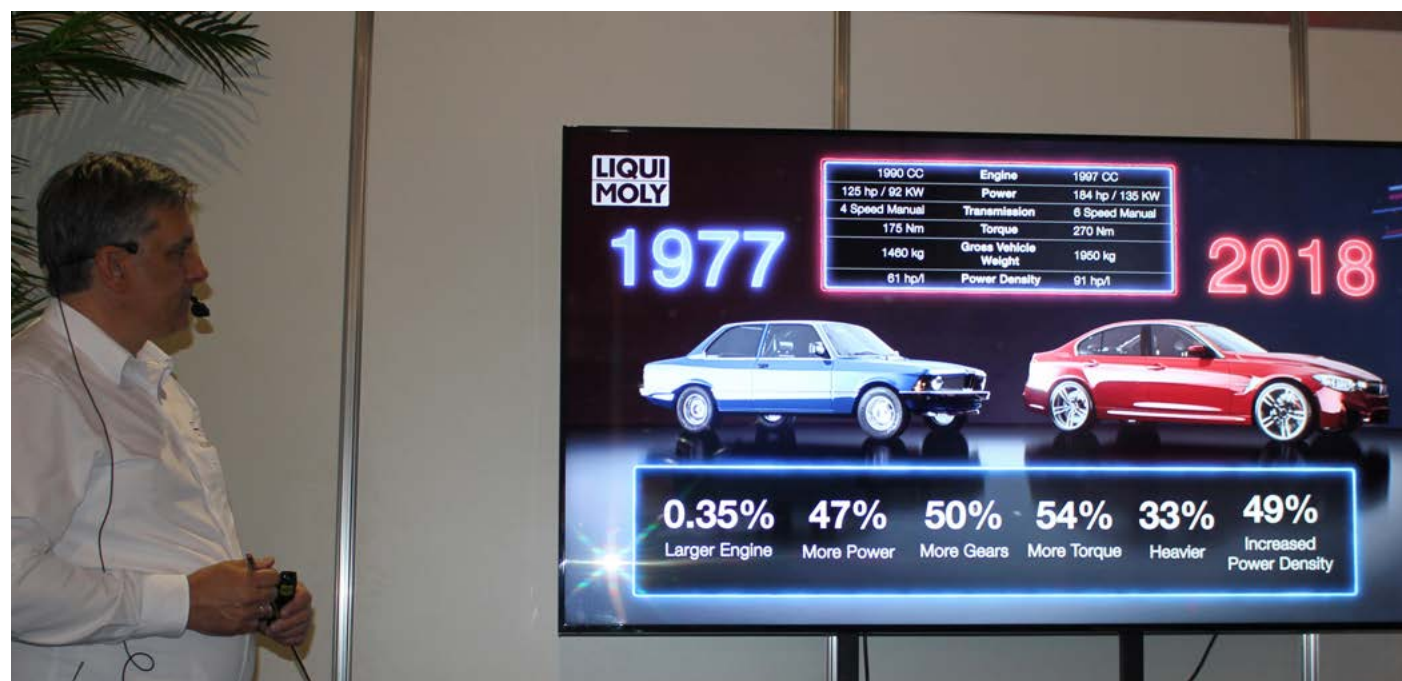 LIQUI
MOLY
1977
1990 CC Engine 1997 CC
125 hp / 92 KW Power 184 hp / 135 KW
4 Speed Manual Transmission 6 Speed Manual
175 Nm Torque 270 Nm
1460 kg Gross Vehicle Weight 1950 kg
61 hp/l Power Density 91 hp/l
2018
0.35% 47% 50% 54% 33% 49%
Larger Engine More Power More Gears More Torque Heavier Increased
Power Density